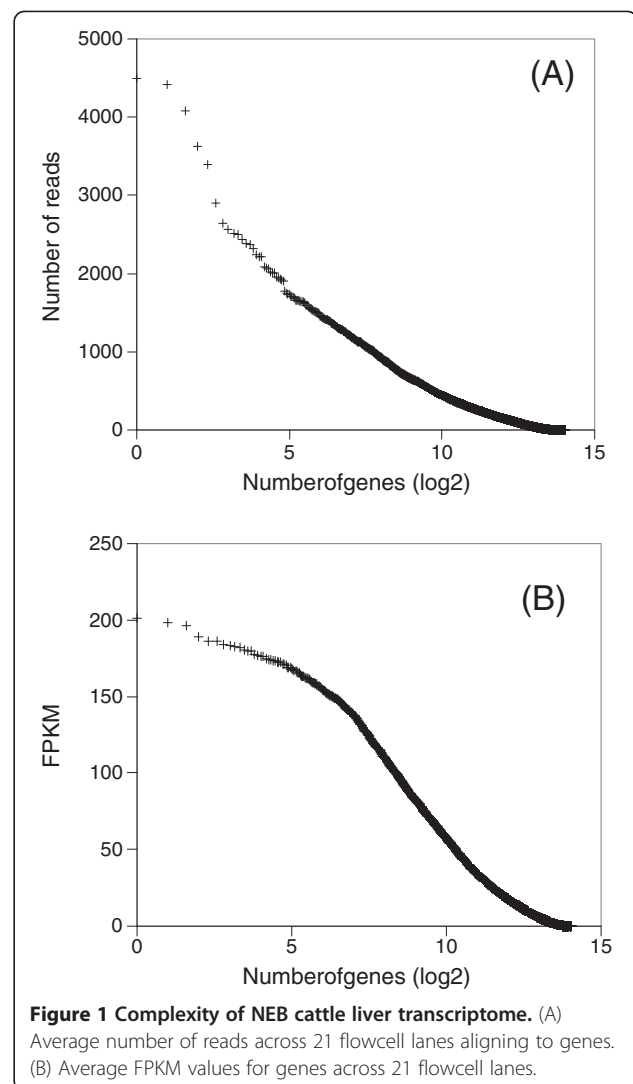 5000
(A)
4000
3000
2000
1000
0
Number of reads
0 5 10 15
Numberofgenes (log2)
250
(B)
200
150
100
50
0
FPKM
0 5 10 15
Numberofgenes (log2)
Figure 1 Complexity of NEB cattle liver transcriptome. (A)
Average number of reads across 21 flowcell lanes aligning to genes.
(B) Average FPKM values for genes across 21 flowcell lanes.